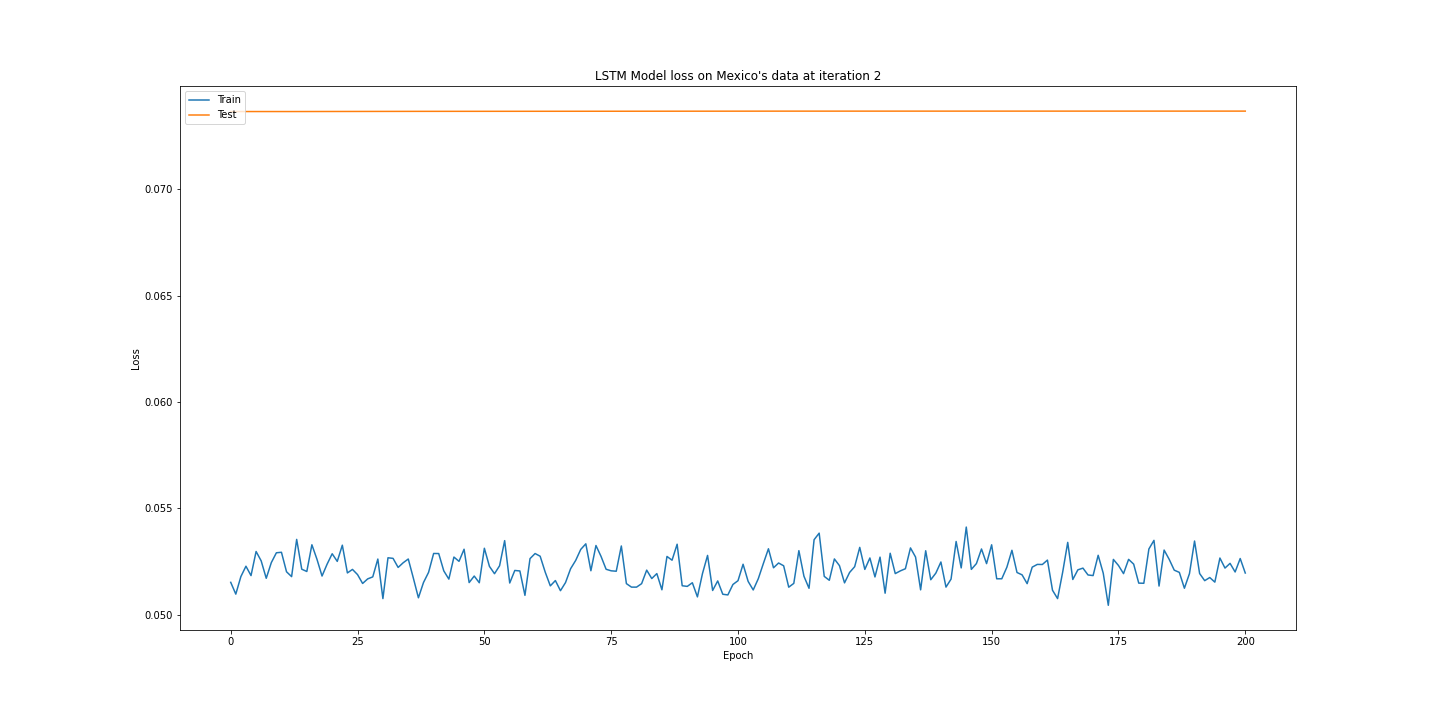 LSTM Model loss on Mexico's data at iteration 2
Train
Test
0.070
0.065
0.060
0.055
0.050
Loss
0 25 50 75 100 125 150 175 200
Epoch